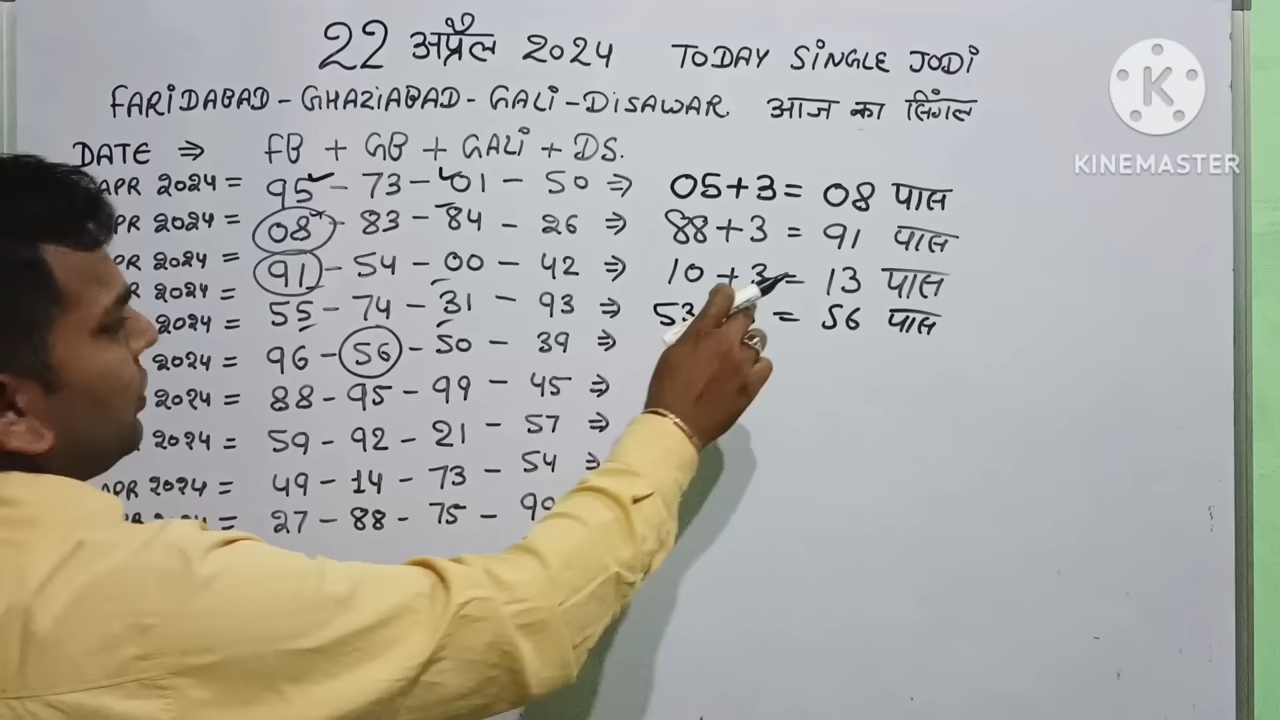 22 अप्रैल 2024 TODAY SINGLE JODI
FARIDABAD - GHAZIABAD - GALI - DISAWAR. आज का सिंगल
K
KINEMASTER
DATE ⇒ FB + GB + GALI + DS.
APR 2024 = 95 - 73 - 01 - 50 ⇒ 05+3 = 08 पास
PR 2024 = 08 - 83 - 84 - 26 ⇒ 88+3 = 91 पास
APR 2024 = 91 - 54 - 00 - 42 ⇒ 10+3 = 13 पास
PR 2024 = 55 - 74 - 31 - 93 ⇒ 53 = 56 पास
2024 = 96 - 56 - 50 - 39 ⇒
2024 = 88 - 95 - 99 - 45 ⇒
2024 = 59 - 92 - 21 - 57 ⇒
2024 = 49 - 14 - 73 - 54 ⇒
APR 2024 = 27 - 88 - 75 -
=